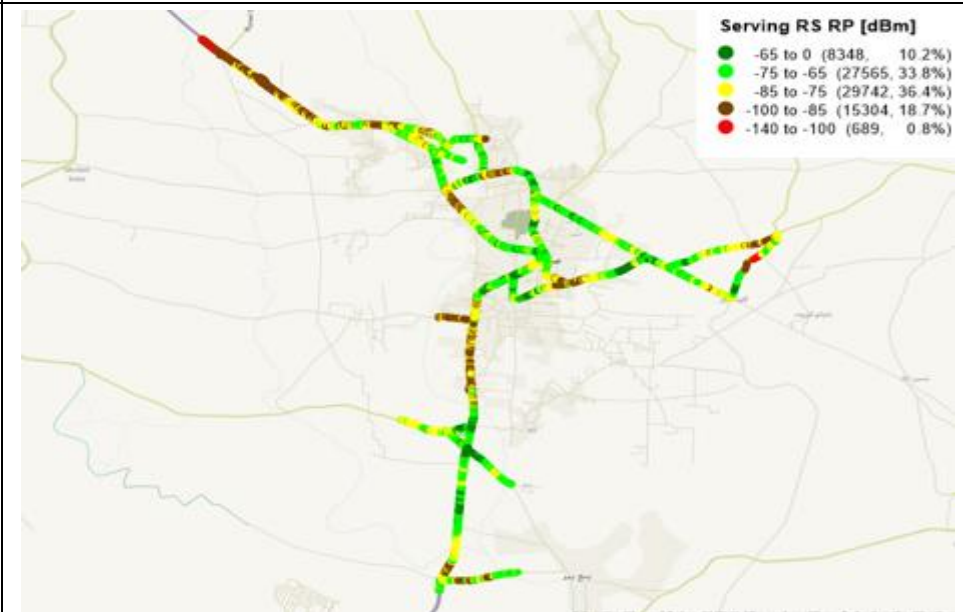 Serving RS RP [dBm]
-65 to 0 (8348, 10.2%)
-75 to -65 (27565, 33.8%)
-85 to -75 (29742, 36.4%)
-100 to -85 (15304, 18.7%)
-140 to -100 (689, 0.8%)